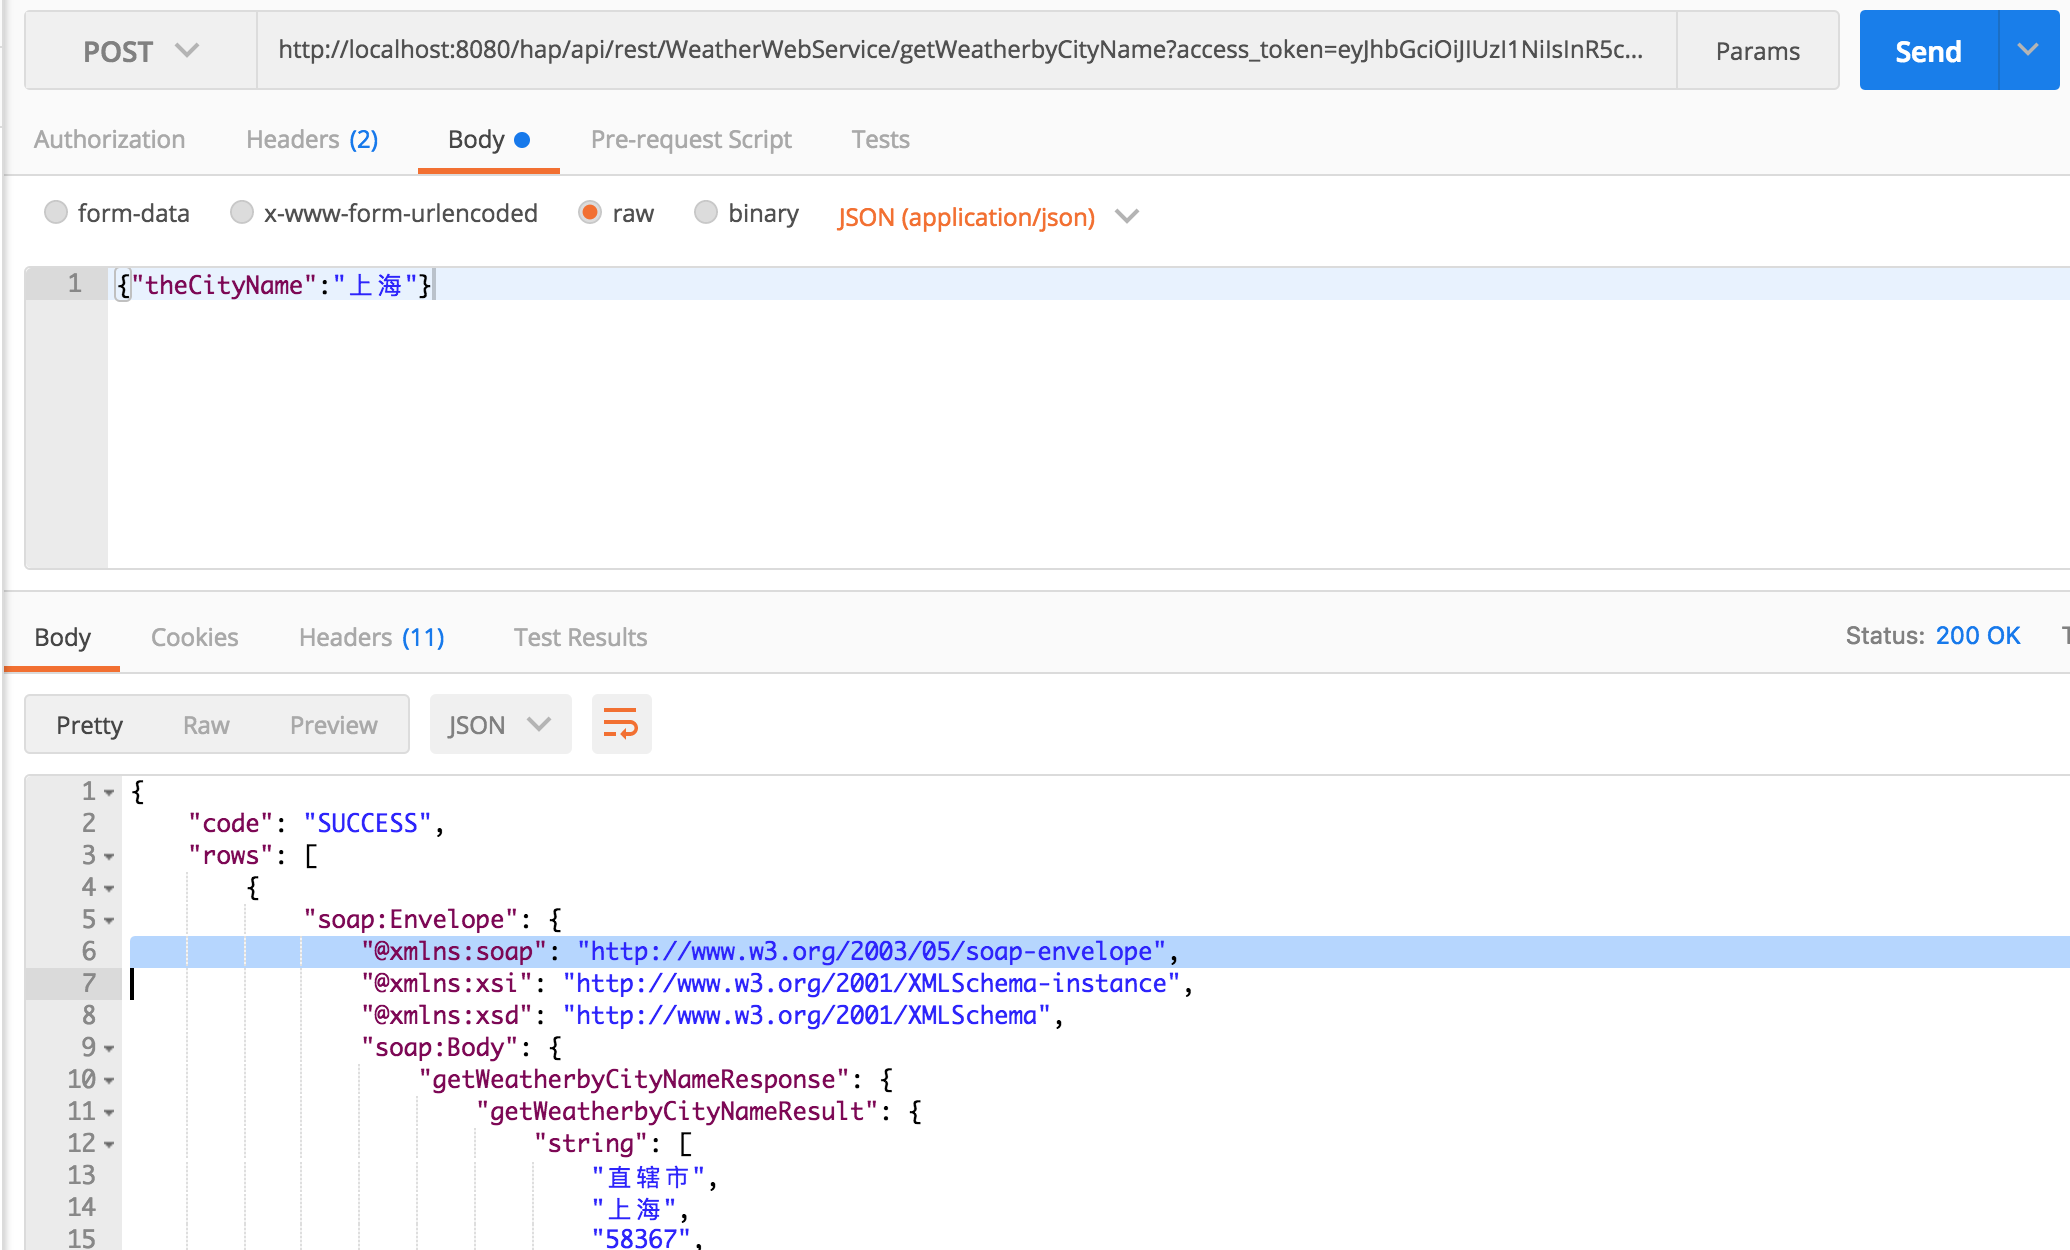 POST http://localhost:8080/hap/api/rest/WeatherWebService/getWeatherbyCityName?access_token=eyJhbGciOiJIUzI1NiIsInR5c... Params Send
Authorization Headers (2) Body Pre-request Script Tests
form-data x-www-form-urlencoded raw binary JSON (application/json)
1 {"theCityName":"上海"}
Body Cookies Headers (11) Test Results Status: 200 OK
Pretty Raw Preview JSON
1 {
2 "code": "SUCCESS",
3 "rows": [
4 {
5 "soap:Envelope": {
6 "@xmlns:soap": "http://www.w3.org/2003/05/soap-envelope",
7 "@xmlns:xsi": "http://www.w3.org/2001/XMLSchema-instance",
8 "@xmlns:xsd": "http://www.w3.org/2001/XMLSchema",
9 "soap:Body": {
10 "getWeatherbyCityNameResponse": {
11 "getWeatherbyCityNameResult": {
12 "string": [
13 "直辖市",
14 "上海",
15 "58367",